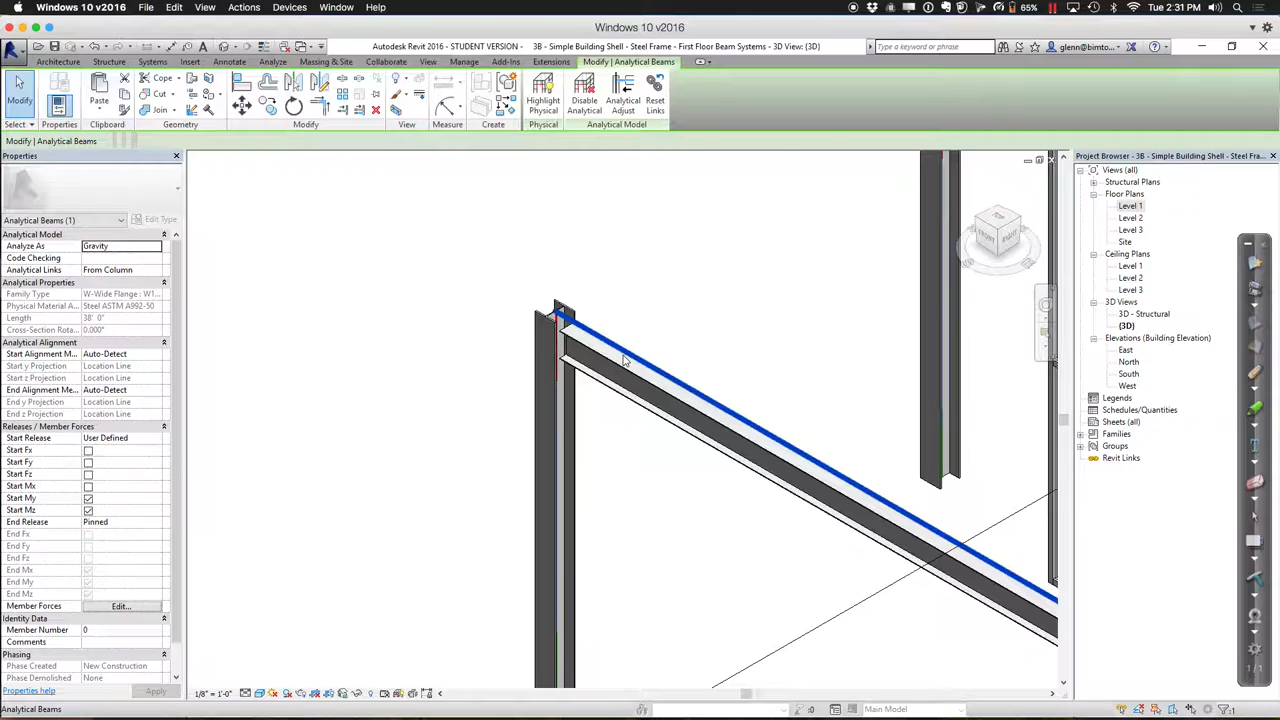 Windows 10 v2016 File Edit View Actions Devices Window Help 65% Tue 2:31 PM
Windows 10 v2016
Autodesk Revit 2016 - STUDENT VERSION - 3B - Simple Building Shell - Steel Frame - First Floor Beam Systems - 3D View: {3D} Type a keyword or phrase glenn@bimto...
Architecture Structure Systems Insert Annotate Analyze Massing & Site Collaborate View Manage Add-Ins Extensions Modify | Analytical Beams
Cope
Modify Paste Cut Highlight Disable Analytical Reset
Properties Join Physical Analytical Adjust Links
Select Properties Clipboard Geometry Modify View Measure Create Physical Analytical Model
Modify | Analytical Beams
Properties
Analytical Beams (1) Edit Type
Analytical Model
Analyze As Gravity
Code Checking
Analytical Links From Column
Analytical Properties
Family Type W-Wide Flange : W1...
Physical Material A... Steel ASTM A992-50
Length 38' 0"
Cross-Section Rota... 0.000°
Analytical Alignment
Start Alignment M... Auto-Detect
Start y Projection Location Line
Start z Projection Location Line
End Alignment Me... Auto-Detect
End y Projection Location Line
End z Projection Location Line
Releases / Member Forces
Start Release User Defined
Start Fx
Start Fy
Start Fz
Start Mx
Start My
Start Mz
End Release Pinned
End Fx
End Fy
End Fz
End Mx
End My
End Mz
Member Forces Edit...
Identity Data
Member Number 0
Comments
Phasing
Phase Created New Construction
Phase Demolished None
Properties help Apply
TOP
FRONT RIGHT
Project Browser - 3B - Simple Building Shell - Steel Fra...
Views (all)
Structural Plans
Floor Plans
Level 1
Level 2
Level 3
Site
Ceiling Plans
Level 1
Level 2
Level 3
3D Views
3D - Structural
{3D}
Elevations (Building Elevation)
East
North
South
West
Legends
Schedules/Quantities
Sheets (all)
Families
Groups
Revit Links
1 / 1
1/8" = 1'-0"
Analytical Beams :0 Main Model :1